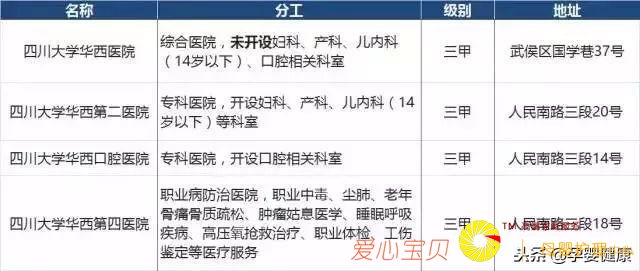 名称 分工 级别 地址
四川大学华西医院 综合医院，未开设妇科、产科、儿内科（14岁以下）、口腔相关科室 三甲 武侯区国学巷37号
四川大学华西第二医院 专科医院，开设妇科、产科、儿内科（14岁以下）等科室 三甲 人民南路三段20号
四川大学华西口腔医院 专科医院，开设口腔相关科室 三甲 人民南路三段14号
四川大学华西第四医院 职业病防治医院，职业中毒、尘肺、老年骨痛骨质疏松、肿瘤姑息医学、睡眠呼吸疾病、高压氧抢救治疗、职业体检、工伤鉴定等医疗服务 三甲 人民南路三段18号
爱心宝贝
TM
母婴护理
头条@孕婴健康